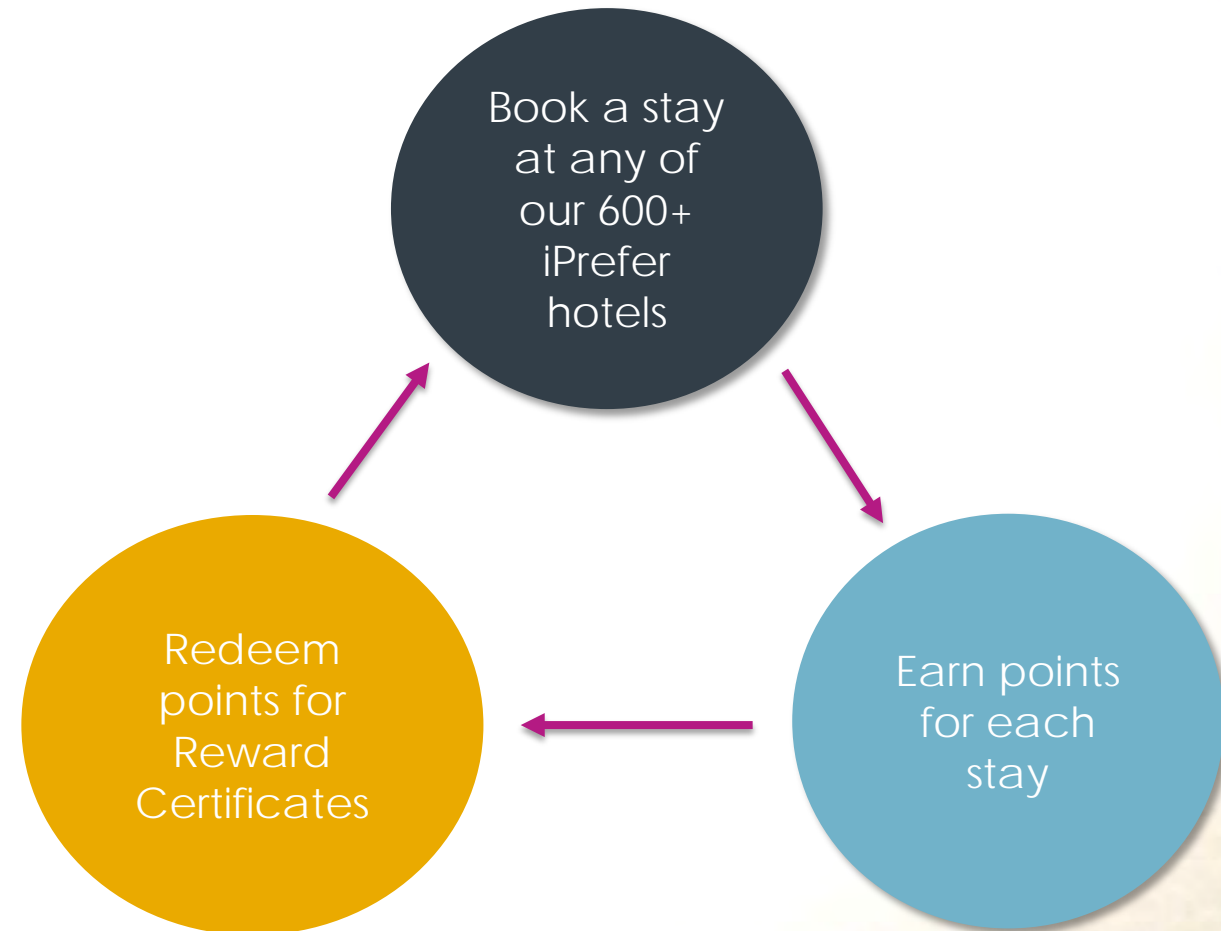 Book a stay
at any of
our 600+
iPrefer
hotels
Earn points
for each
stay
Redeem
points for
Reward
Certificates